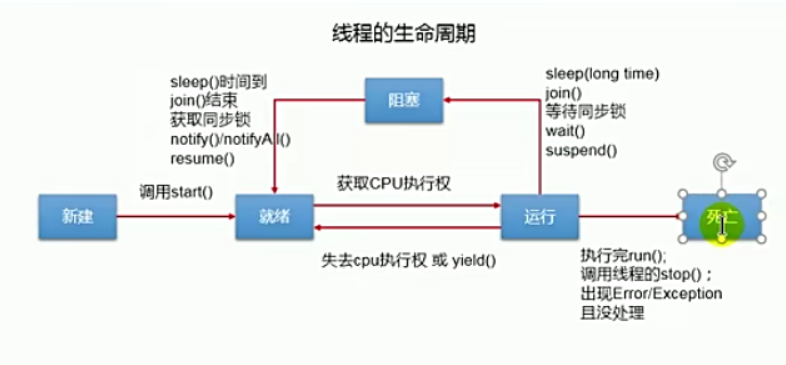 线程的生命周期
sleep()时间到
join()结束
获取同步锁
notify()/notifyAll()
resume()
阻塞
sleep(long time)
join()
等待同步锁
wait()
suspend()
新建
调用start()
就绪
获取CPU执行权
失去cpu执行权 或 yield()
运行
死亡
执行完run();
调用线程的stop() ;
出现Error/Exception
且没处理